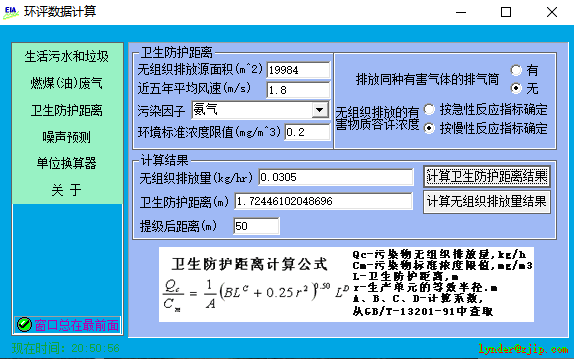 EIA 环评数据计算
生活污水和垃圾
燃煤(油)废气
卫生防护距离
噪声预测
单位换算器
关 于
窗口总在最前面
现在时间: 20:50:56
卫生防护距离
无组织排放源面积(m^2) 19984
近五年平均风速(m/s) 1.8
污染因子 氨气
环境标准浓度限值(mg/m^3) 0.2
排放同种有害气体的排气筒
有
无
无组织排放的有
害物质容许浓度
按急性反应指标确定
按慢性反应指标确定
计算结果
无组织排放量(kg/hr) 0.0305
卫生防护距离(m) 1.72446102048696
提级后距离(m) 50
计算卫生防护距离结果
计算无组织排放量结果
卫生防护距离计算公式
Qc/Cm = 1/A (BL^C + 0.25r^2)^0.50 L^D
Qc-污染物无组织排放量,kg/h
Cm-污染物标准浓度限值,mg/m3
L-卫生防护距离,m
r-生产单元的等效半径.m
A、B、C、D-计算系数,
从GB/T-13201-91中查取
lynder@zjip.com